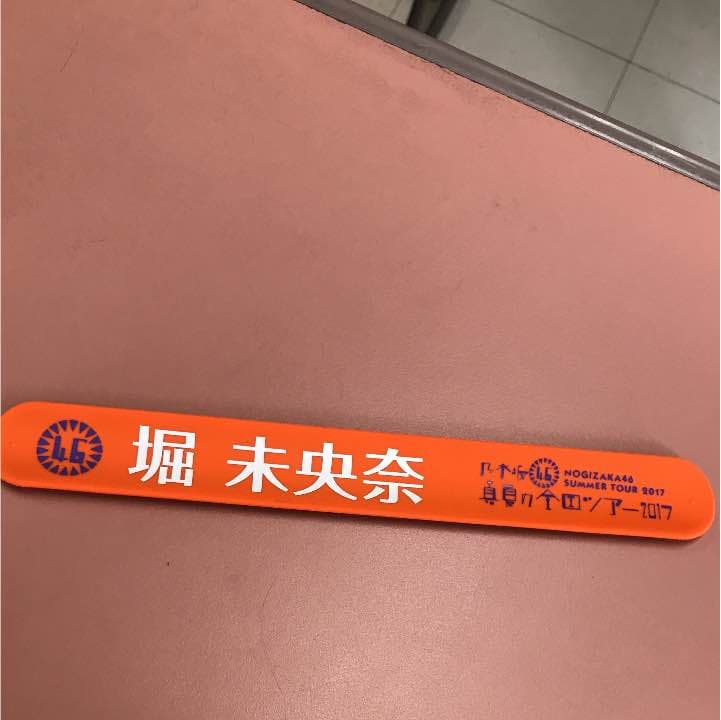 46
堀 未央奈
乃木坂46
NOGIZAKA46
SUMMER TOUR 2017
真夏の全国ツアー2017